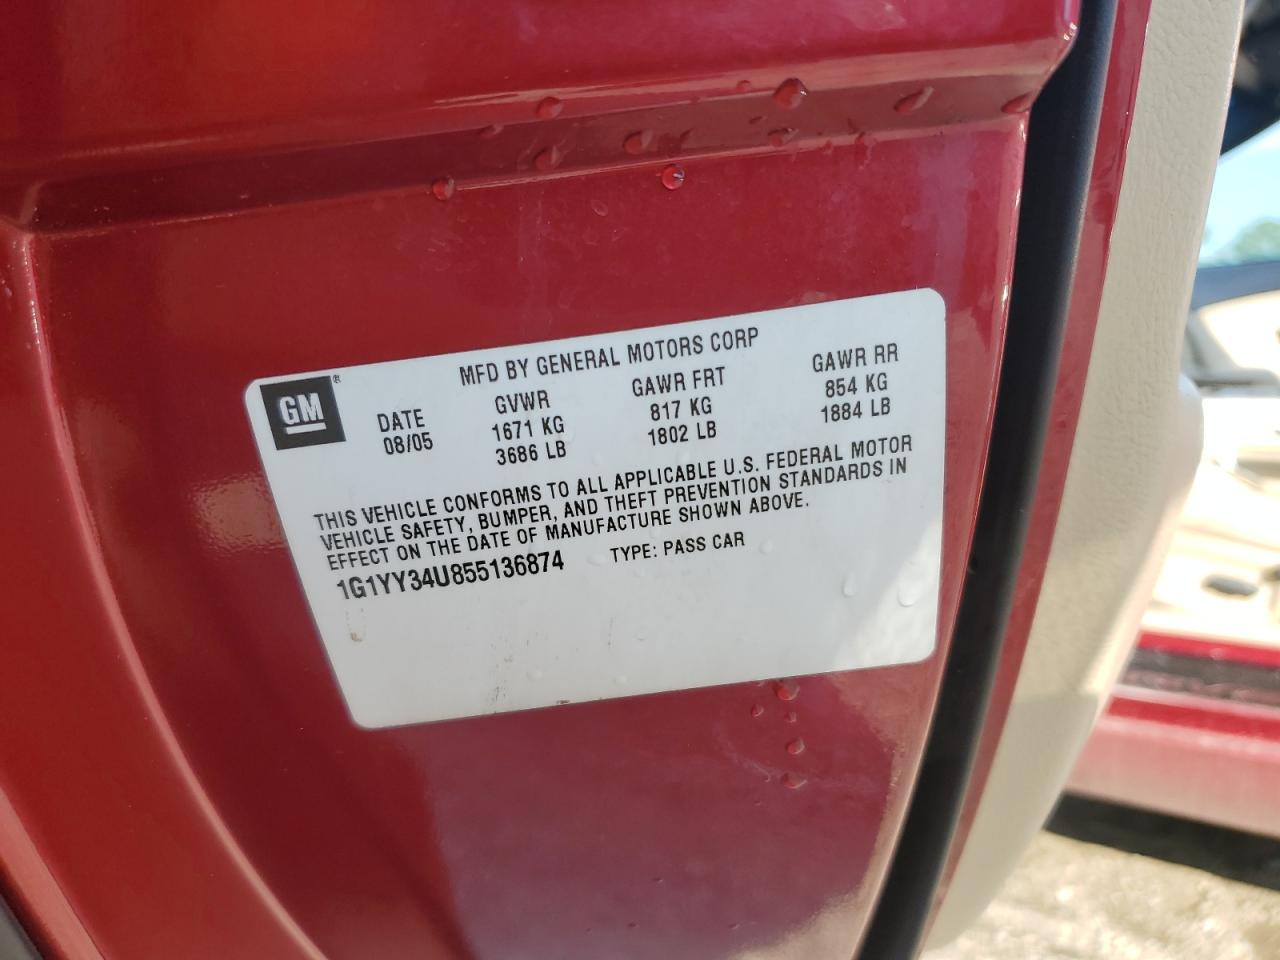 MFD BY GENERAL MOTORS CORP
GM®
DATE GVWR GAWR FRT GAWR RR
08/05 1671 KG 817 KG 854 KG
3686 LB 1802 LB 1884 LB
THIS VEHICLE CONFORMS TO ALL APPLICABLE U.S. FEDERAL MOTOR
VEHICLE SAFETY, BUMPER, AND THEFT PREVENTION STANDARDS IN
EFFECT ON THE DATE OF MANUFACTURE SHOWN ABOVE.
1G1YY34U855136874 TYPE: PASS CAR